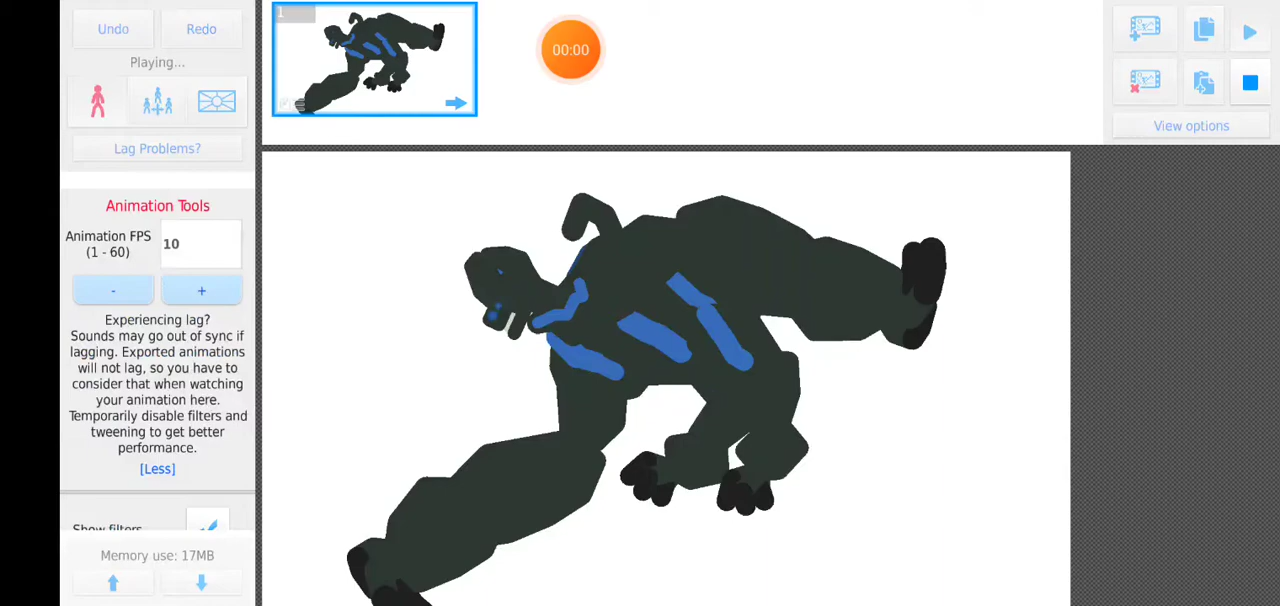 Undo
Redo
1
00:00
Playing...
Lag Problems?
View options
Animation Tools
Animation FPS
(1 - 60)
10
-
+
Experiencing lag?
Sounds may go out of sync if
lagging. Exported animations
will not lag, so you have to
consider that when watching
your animation here.
Temporarily disable filters and
tweening to get better
performance.
[Less]
Show filters
Memory use: 17MB